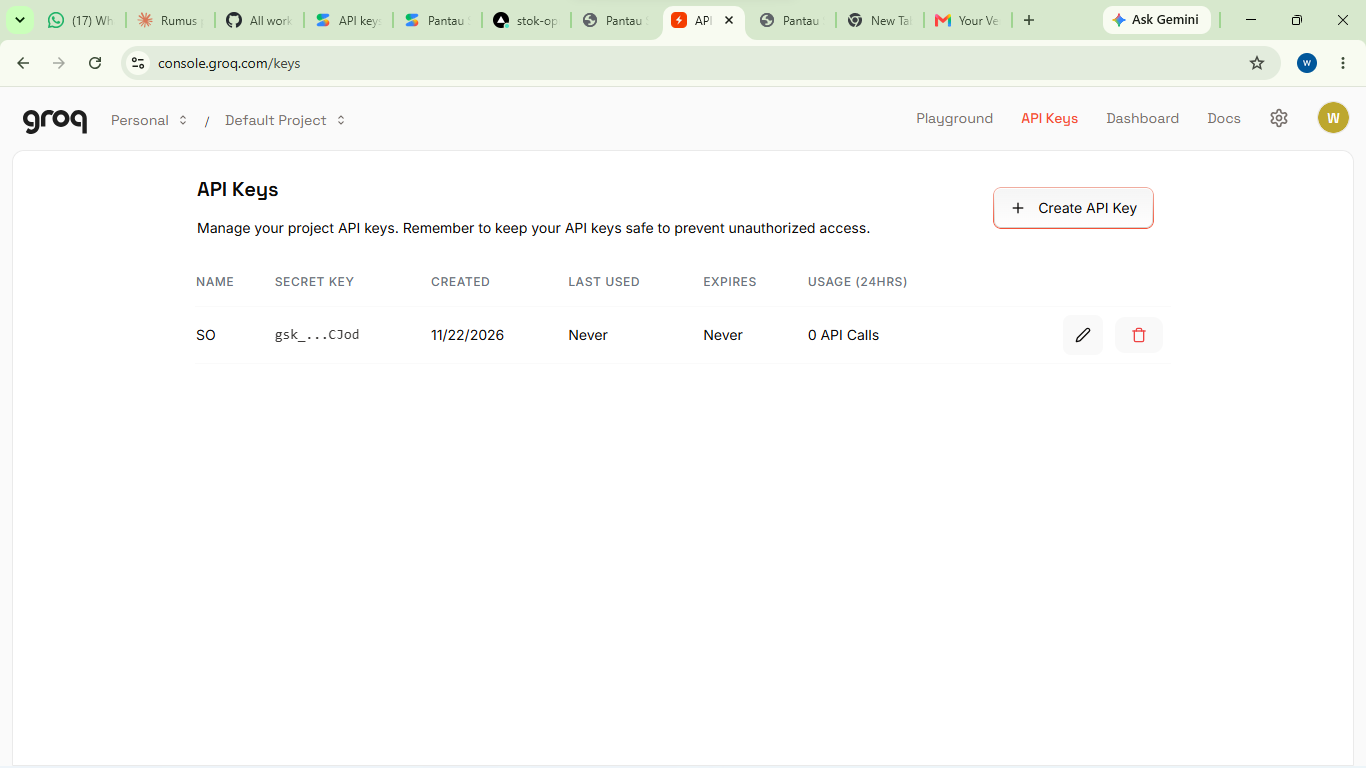 (17) Wh
Rumus
All work
API keys
Pantau
stok-op
Pantau
API
Pantau
New Ta
Your Ve
Ask Gemini
console.groq.com/keys
W
groq
Personal / Default Project
Playground
API Keys
Dashboard
Docs
W
API Keys
Manage your project API keys. Remember to keep your API keys safe to prevent unauthorized access.
+ Create API Key
NAME SECRET KEY CREATED LAST USED EXPIRES USAGE (24HRS)
SO gsk_...CJod 11/22/2026 Never Never 0 API Calls